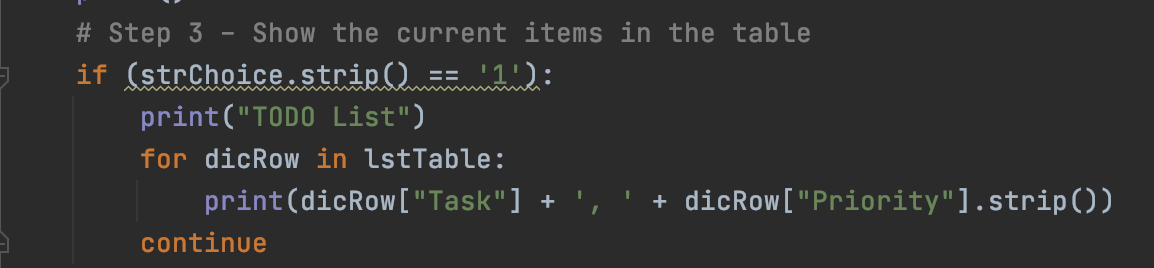 # Step 3 - Show the current items in the table
if (strChoice.strip() == '1'):
print("TODO List")
for dicRow in lstTable:
print(dicRow["Task"] + ', ' + dicRow["Priority"].strip())
continue